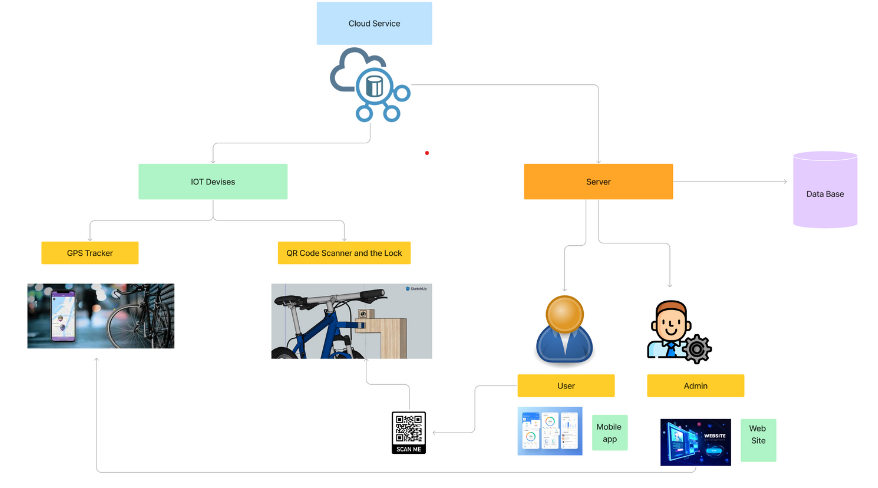 Cloud Service
IOT Devises
Server
Data Base
GPS Tracker
QR Code Scanner and the Lock
User
Admin
Mobile
app
Web
Site
WEBSITE
SCAN ME